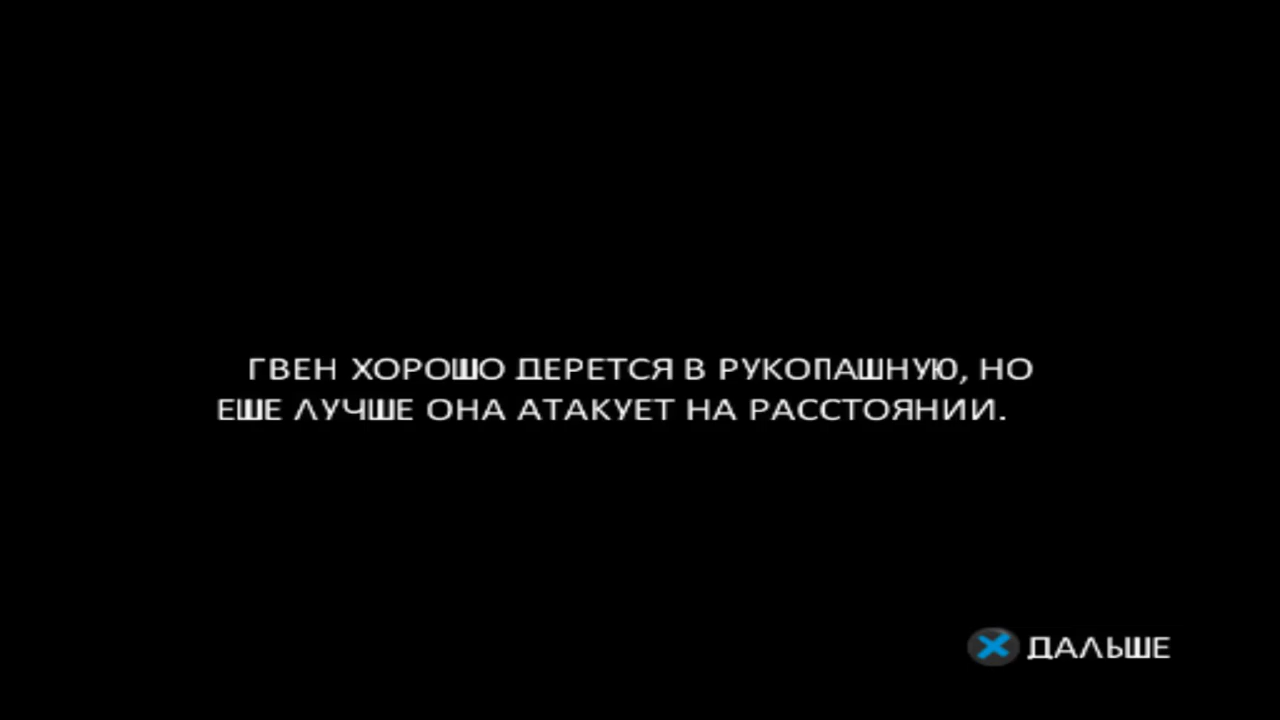 ГВЕН ХОРОШО ДЕРЕТСЯ В РУКОПАШНУЮ, НО
ЕШЕ ЛУЧШЕ ОНА АТАКУЕТ НА РАССТОЯНИИ.
ДАЛЬШЕ